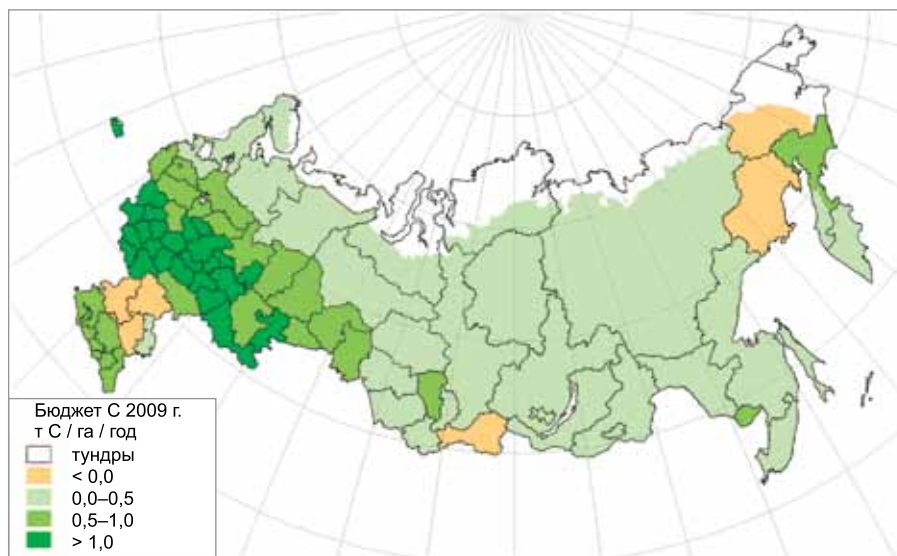 Бюджет С 2009 г.
т С / га / год
тундры
< 0,0
0,0–0,5
0,5–1,0
> 1,0